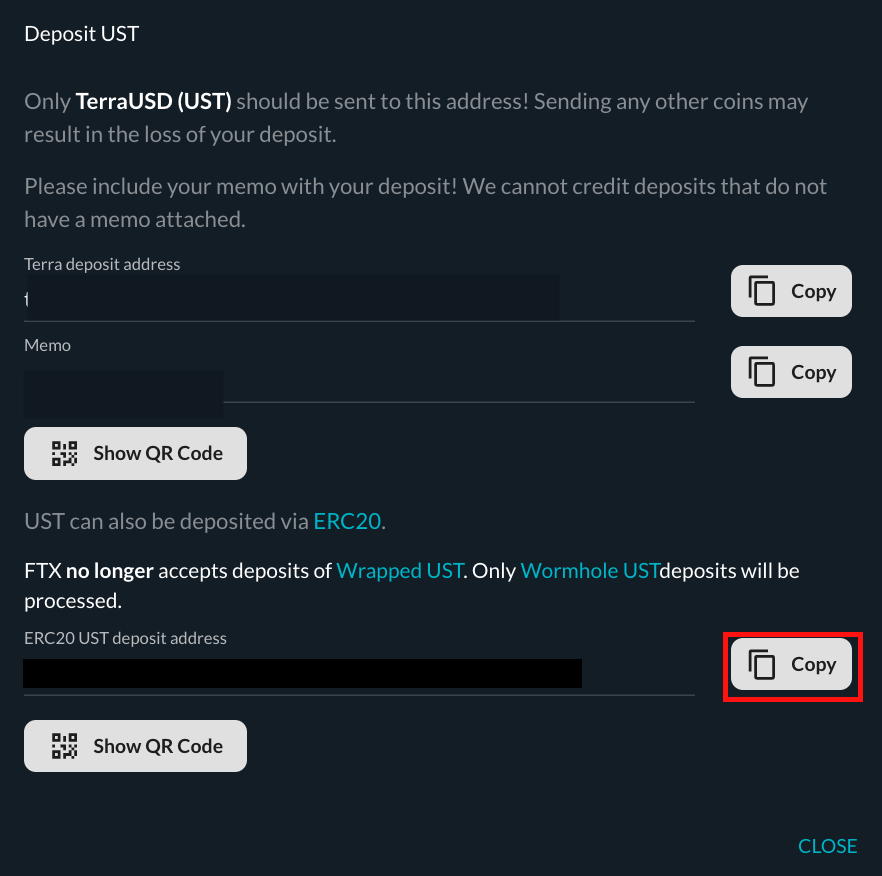 Deposit UST
Only TerraUSD (UST) should be sent to this address! Sending any other coins may
result in the loss of your deposit.
Please include your memo with your deposit! We cannot credit deposits that do not
have a memo attached.
Terra deposit address
t
Copy
Memo
Copy
Show QR Code
UST can also be deposited via ERC20.
FTX no longer accepts deposits of Wrapped UST. Only Wormhole USTdeposits will be
processed.
ERC20 UST deposit address
Copy
Show QR Code
CLOSE